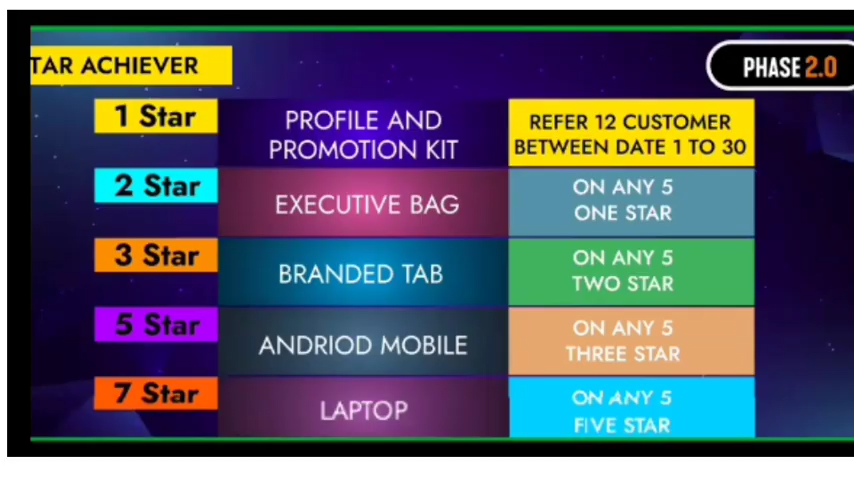 TAR ACHIEVER
PHASE 2.0
1 Star
PROFILE AND
PROMOTION KIT
REFER 12 CUSTOMER
BETWEEN DATE 1 TO 30
2 Star
EXECUTIVE BAG
ON ANY 5
ONE STAR
3 Star
BRANDED TAB
ON ANY 5
TWO STAR
5 Star
ANDRIOD MOBILE
ON ANY 5
THREE STAR
7 Star
LAPTOP
ON ANY 5
FIVE STAR